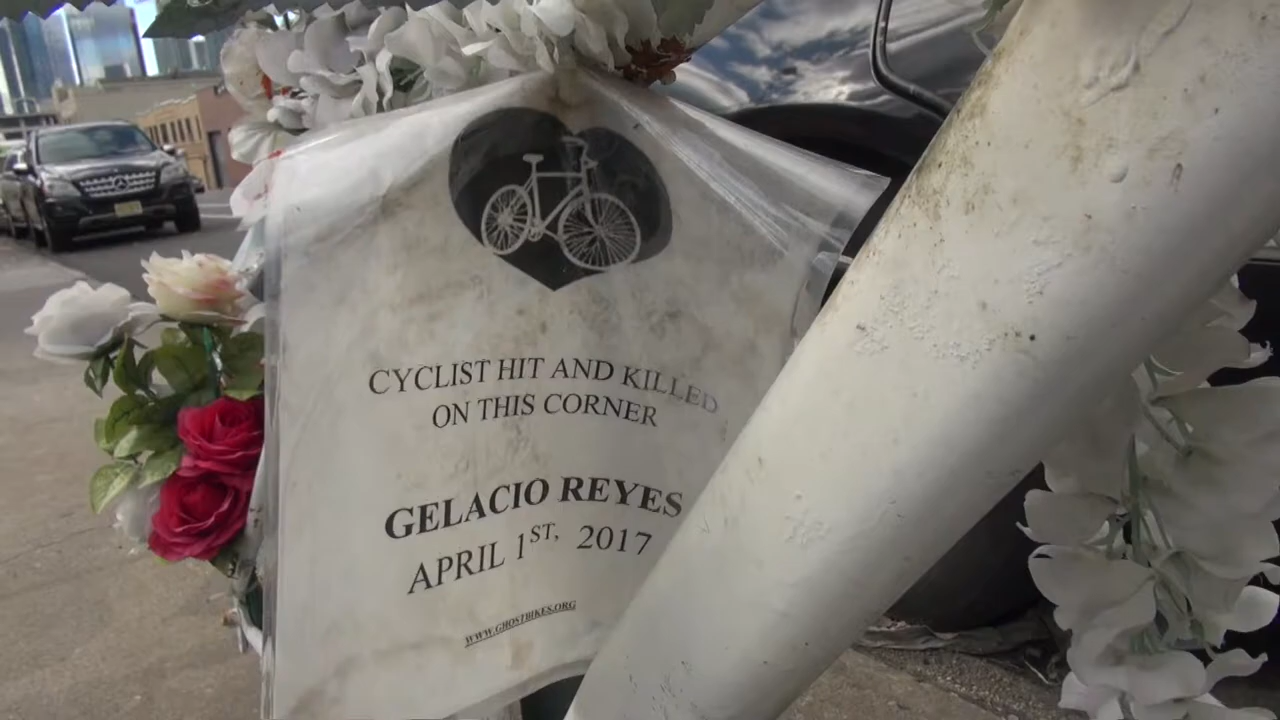 CYCLIST HIT AND KILLED
ON THIS CORNER
GELACIO REYES
APRIL 1ST, 2017
WWW.GHOSTBIKES.ORG